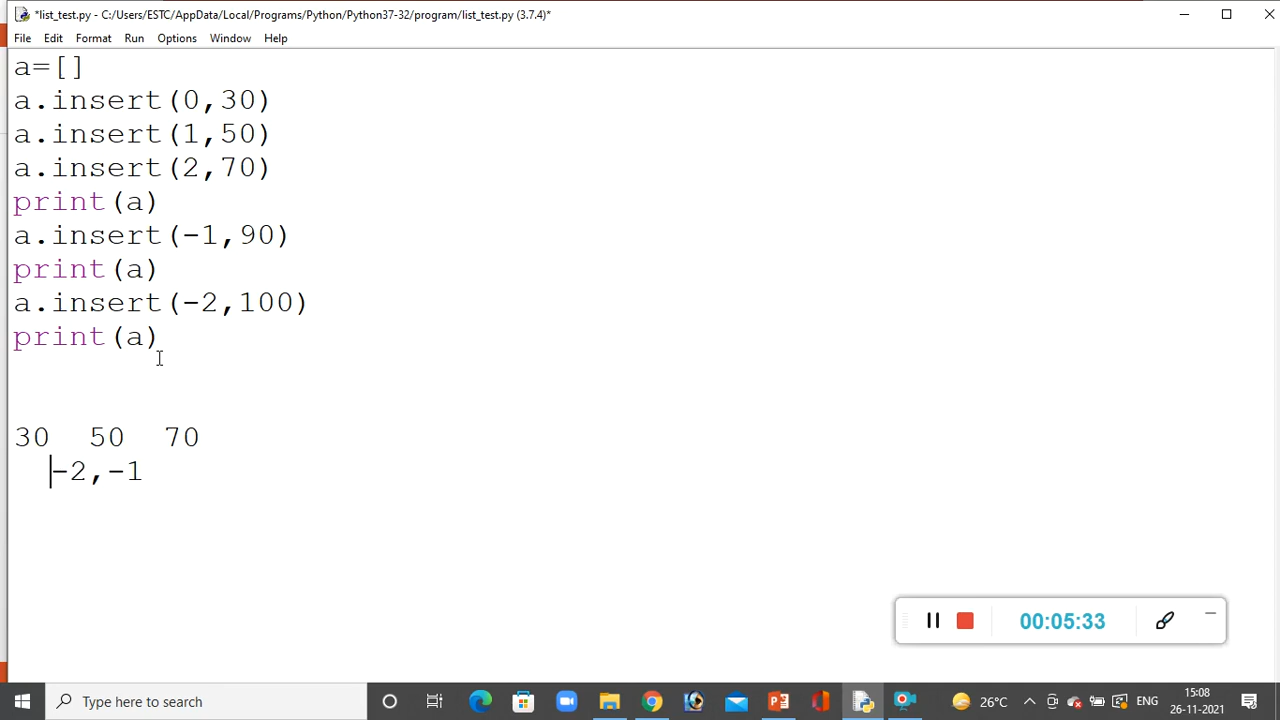 *list_test.py - C:/Users/ESTC/AppData/Local/Programs/Python/Python37-32/program/list_test.py (3.7.4)*
File Edit Format Run Options Window Help
a=[]
a.insert(0,30)
a.insert(1,50)
a.insert(2,70)
print(a)
a.insert(-1,90)
print(a)
a.insert(-2,100)
print(a)
30 50 70
-2,-1
00:05:33
Type here to search
26°C
ENG
15:08
26-11-2021